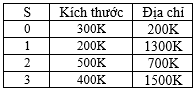 S Kích thước Địa chỉ
0 300K 200K
1 200K 1300K
2 500K 700K
3 400K 1500K